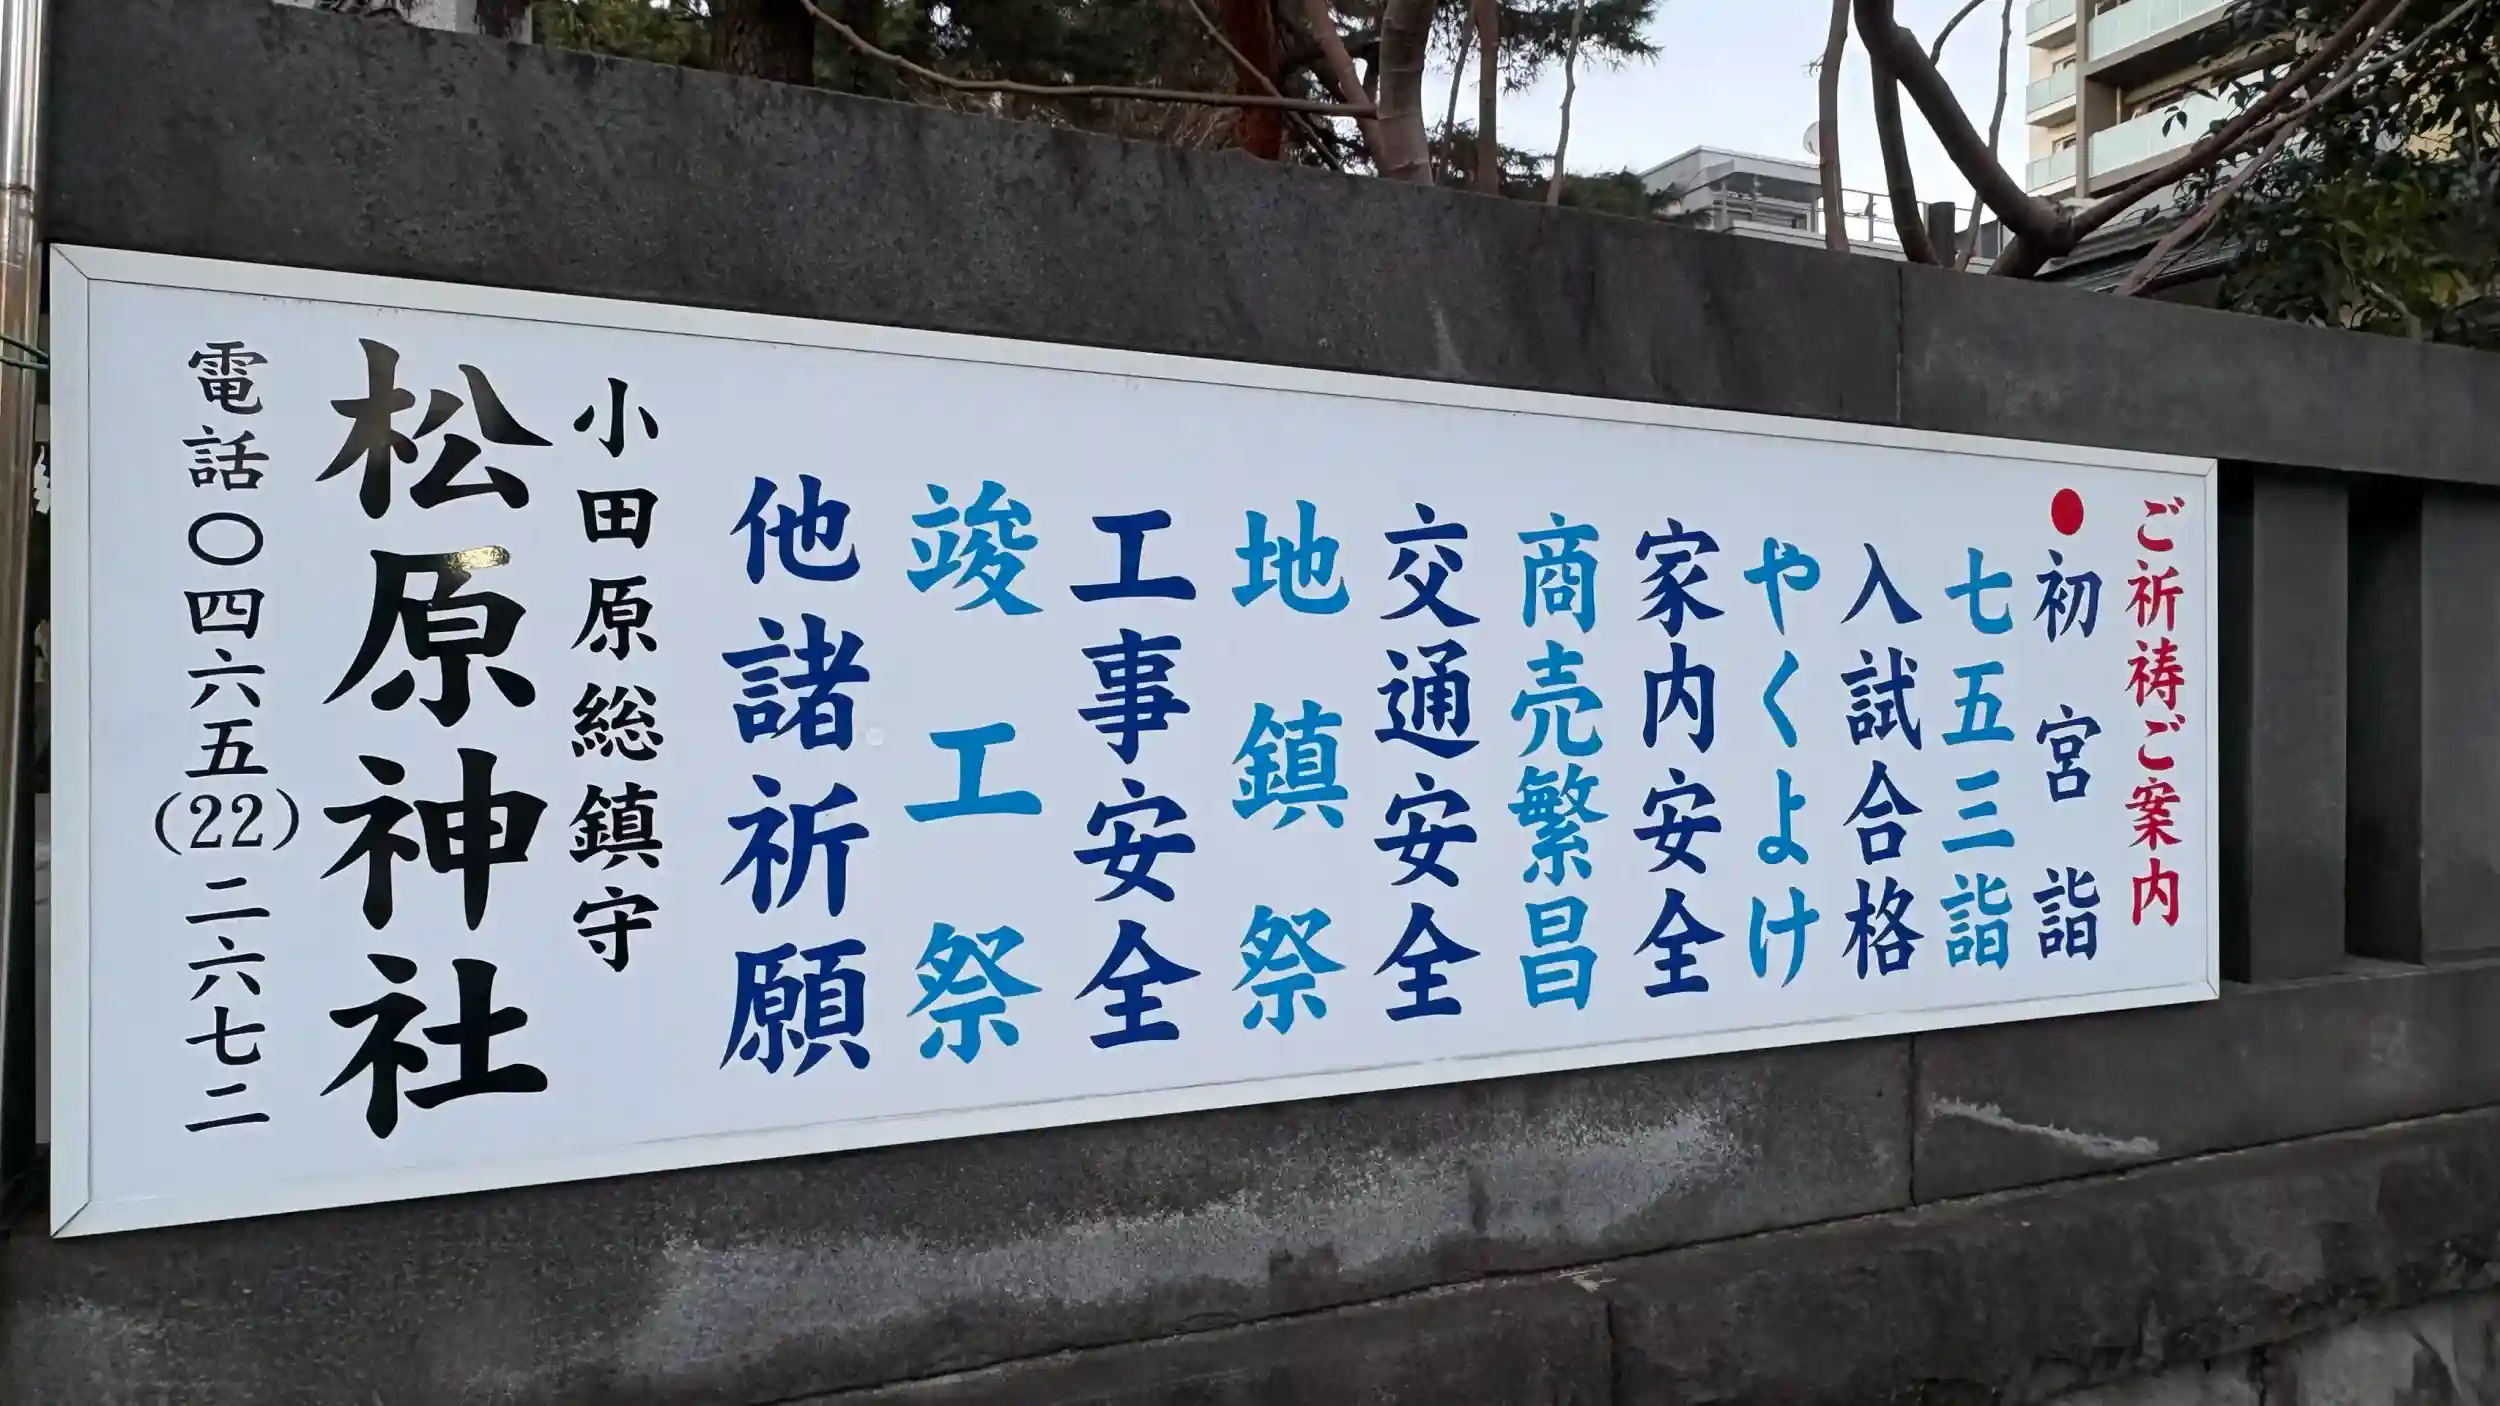 ご祈祷ご案内
●初宮詣
七五三詣
入試合格
やくよけ
家内安全
商売繁昌
交通安全
地鎮祭
工事安全
竣工祭
他諸祈願
小田原総鎮守
松原神社
電話〇四六五(22)二六七二